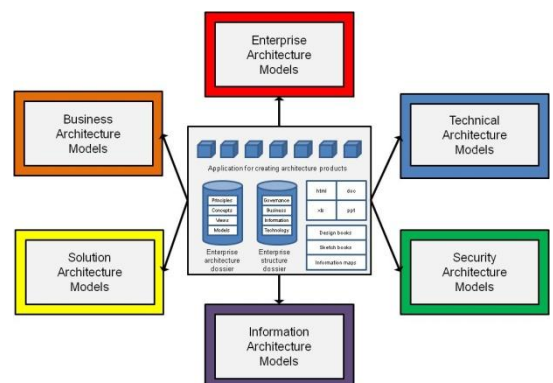 Enterprise
Architecture
Models
Business
Architecture
Models
Technical
Architecture
Models
Application for creating architecture products
Principles
Concepts
Views
Models
Enterprise
architecture
dossier
Governance
Business
Information
Technology
Enterprise
structure
dossier
html
doc
xls
ppt
Design books
Sketch books
Information maps
Solution
Architecture
Models
Security
Architecture
Models
Information
Architecture
Models